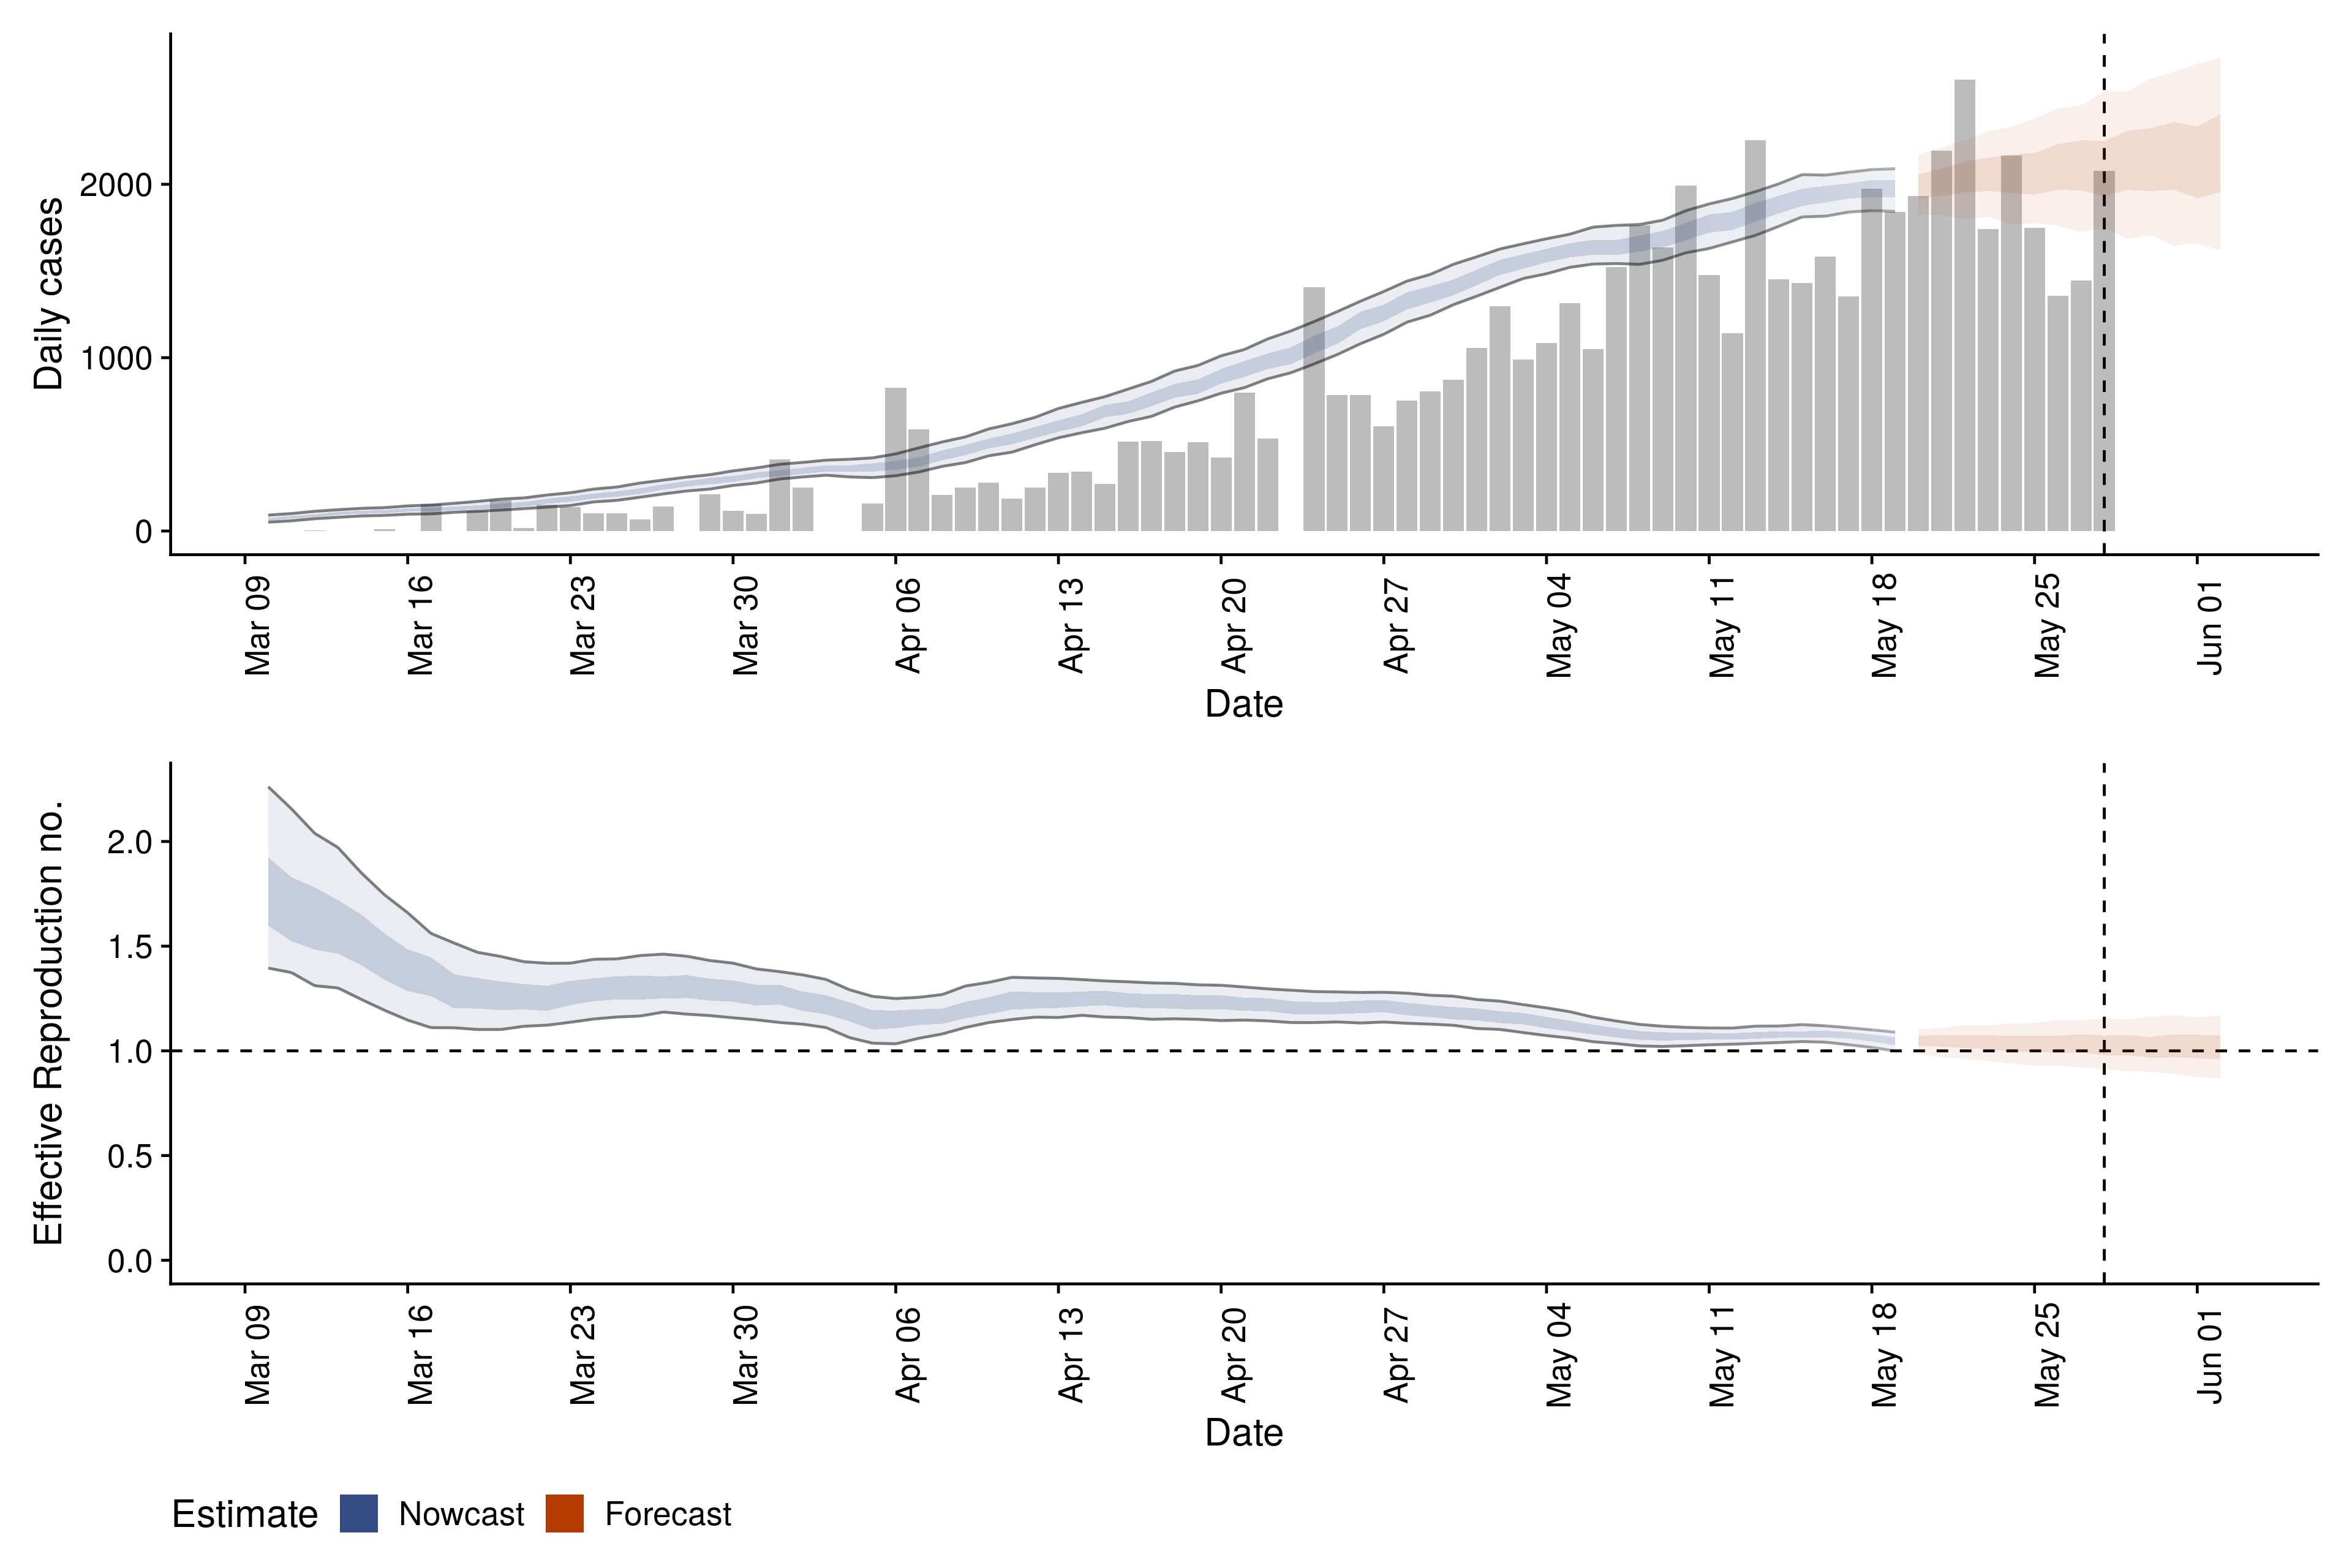 Daily cases
2000
1000
0
Mar 09
Mar 16
Mar 23
Mar 30
Apr 06
Apr 13
Apr 20
Apr 27
May 04
May 11
May 18
May 25
Jun 01
Date
Effective Reproduction no.
2.0
1.5
1.0
0.5
0.0
Mar 09
Mar 16
Mar 23
Mar 30
Apr 06
Apr 13
Apr 20
Apr 27
May 04
May 11
May 18
May 25
Jun 01
Date
Estimate Nowcast Forecast